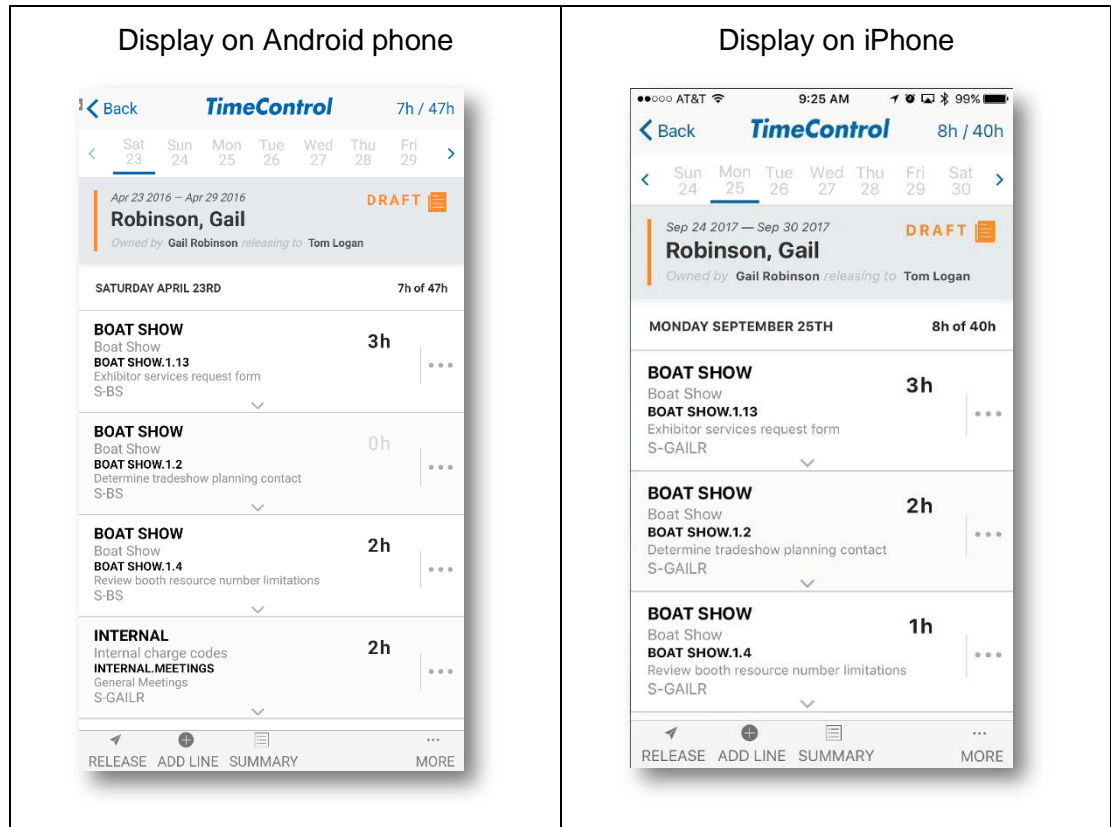 Display on Android phone
Back TimeControl 7h / 47h
Sat Sun Mon Tue Wed Thu Fri
23 24 25 26 27 28 29
Apr 23 2016 – Apr 29 2016
DRAFT
Robinson, Gail
Owned by Gail Robinson releasing to Tom Logan
SATURDAY APRIL 23RD 7h of 47h
BOAT SHOW
3h
Boat Show
BOAT SHOW.1.13
Exhibitor services request form
S-BS
BOAT SHOW
0h
Boat Show
BOAT SHOW.1.2
Determine tradeshow planning contact
S-BS
BOAT SHOW
2h
Boat Show
BOAT SHOW.1.4
Review booth resource number limitations
S-BS
INTERNAL
2h
Internal charge codes
INTERNAL.MEETINGS
General Meetings
S-GAILR
RELEASE ADD LINE SUMMARY MORE
Display on iPhone
AT&T 9:25 AM 99%
Back TimeControl 8h / 40h
Sun Mon Tue Wed Thu Fri Sat
24 25 26 27 28 29 30
Sep 24 2017 — Sep 30 2017
DRAFT
Robinson, Gail
Owned by Gail Robinson releasing to Tom Logan
MONDAY SEPTEMBER 25TH 8h of 40h
BOAT SHOW
3h
Boat Show
BOAT SHOW.1.13
Exhibitor services request form
S-GAILR
BOAT SHOW
2h
Boat Show
BOAT SHOW.1.2
Determine tradeshow planning contact
S-GAILR
BOAT SHOW
1h
Boat Show
BOAT SHOW.1.4
Review booth resource number limitations
S-GAILR
RELEASE ADD LINE SUMMARY MORE